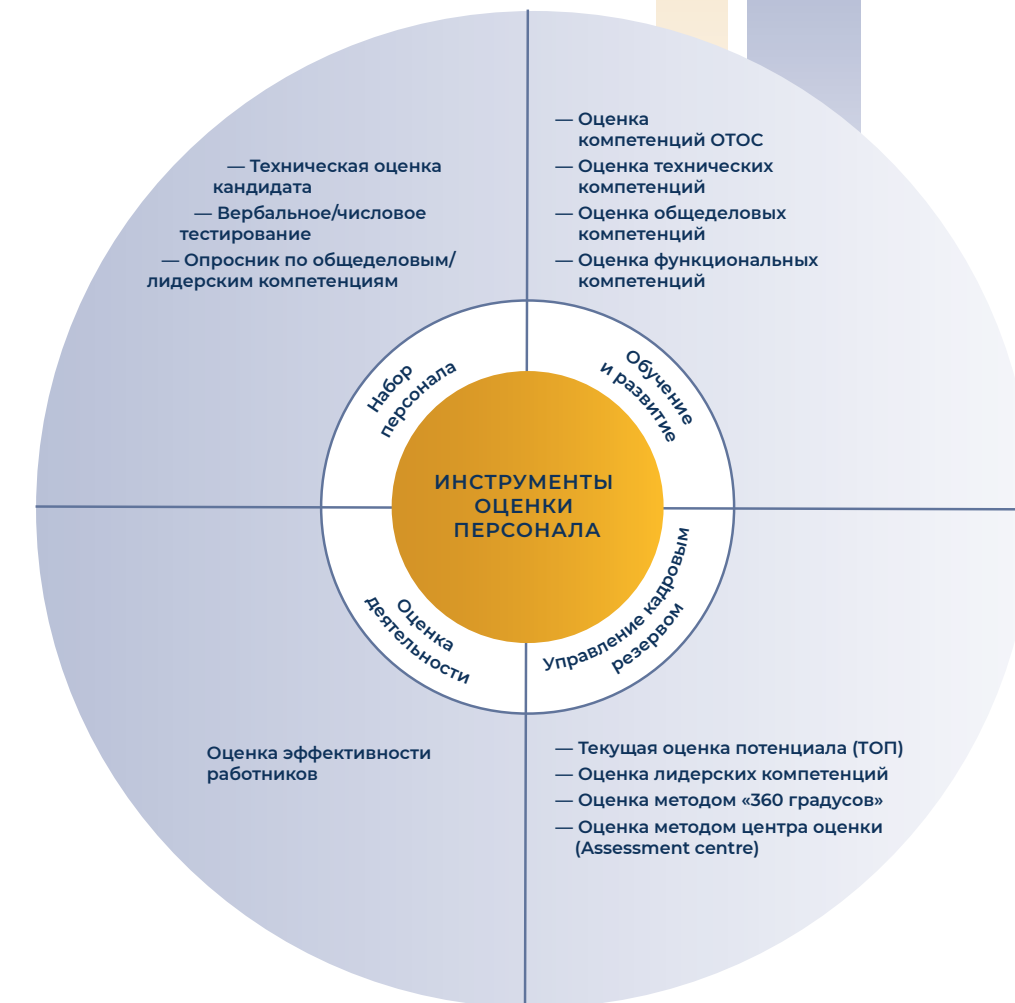 — Техническая оценка
кандидата
— Вербальное/числовое
тестирование
— Опросник по общеделовым/
лидерским компетенциям
— Оценка
компетенций ОТОС
— Оценка технических
компетенций
— Оценка общеделовых
компетенций
— Оценка функциональных
компетенций
Набор
персонала
Обучение
и развитие
ИНСТРУМЕНТЫ
ОЦЕНКИ
ПЕРСОНАЛА
Оценка
деятельности
Управление кадровым
резервом
Оценка эффективности
работников
— Текущая оценка потенциала (ТОП)
— Оценка лидерских компетенций
— Оценка методом «360 градусов»
— Оценка методом центра оценки
(Assessment centre)